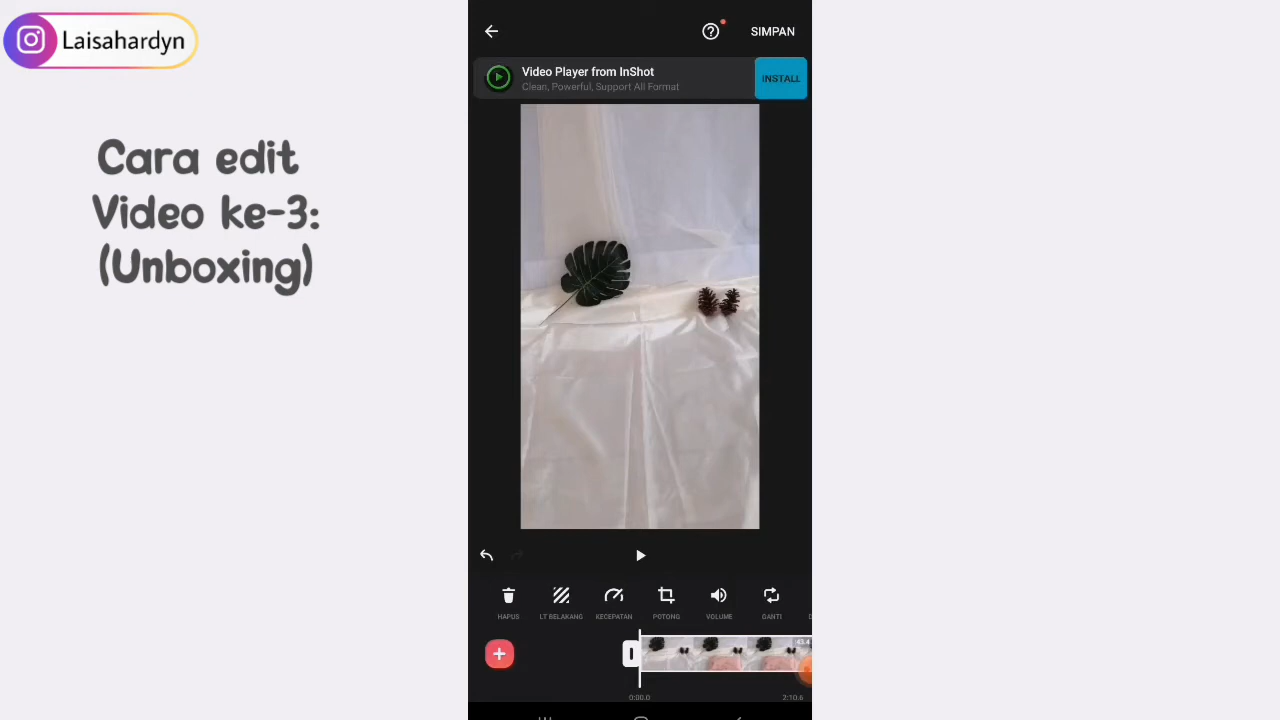 Laisahardyn
SIMPAN
Video Player from InShot
Clean, Powerful, Support All Format
INSTALL
Cara edit
Video ke-3:
(Unboxing)
HAPUS LT BELAKANG KECEPATAN POTONG VOLUME GANTI
0:00.0 2:10.6